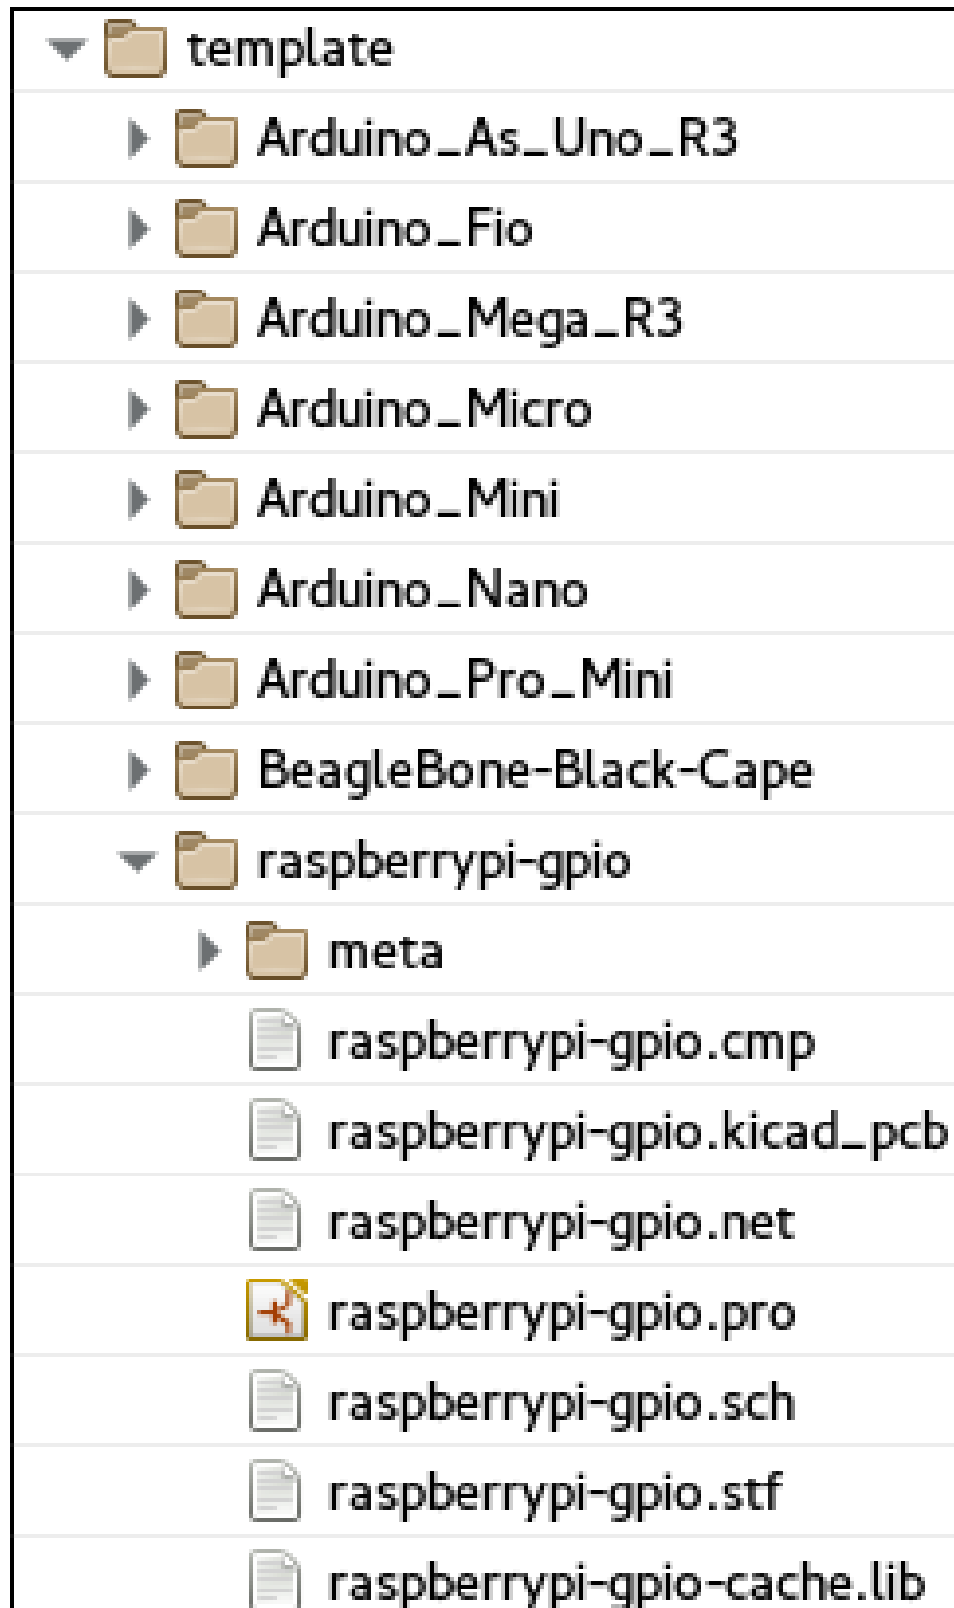 template
Arduino_As_Uno_R3
Arduino_Fio
Arduino_Mega_R3
Arduino_Micro
Arduino_Mini
Arduino_Nano
Arduino_Pro_Mini
BeagleBone-Black-Cape
raspberrypi-gpio
meta
raspberrypi-gpio.cmp
raspberrypi-gpio.kicad_pcb
raspberrypi-gpio.net
raspberrypi-gpio.pro
raspberrypi-gpio.sch
raspberrypi-gpio.stf
raspberrypi-gpio-cache.lib